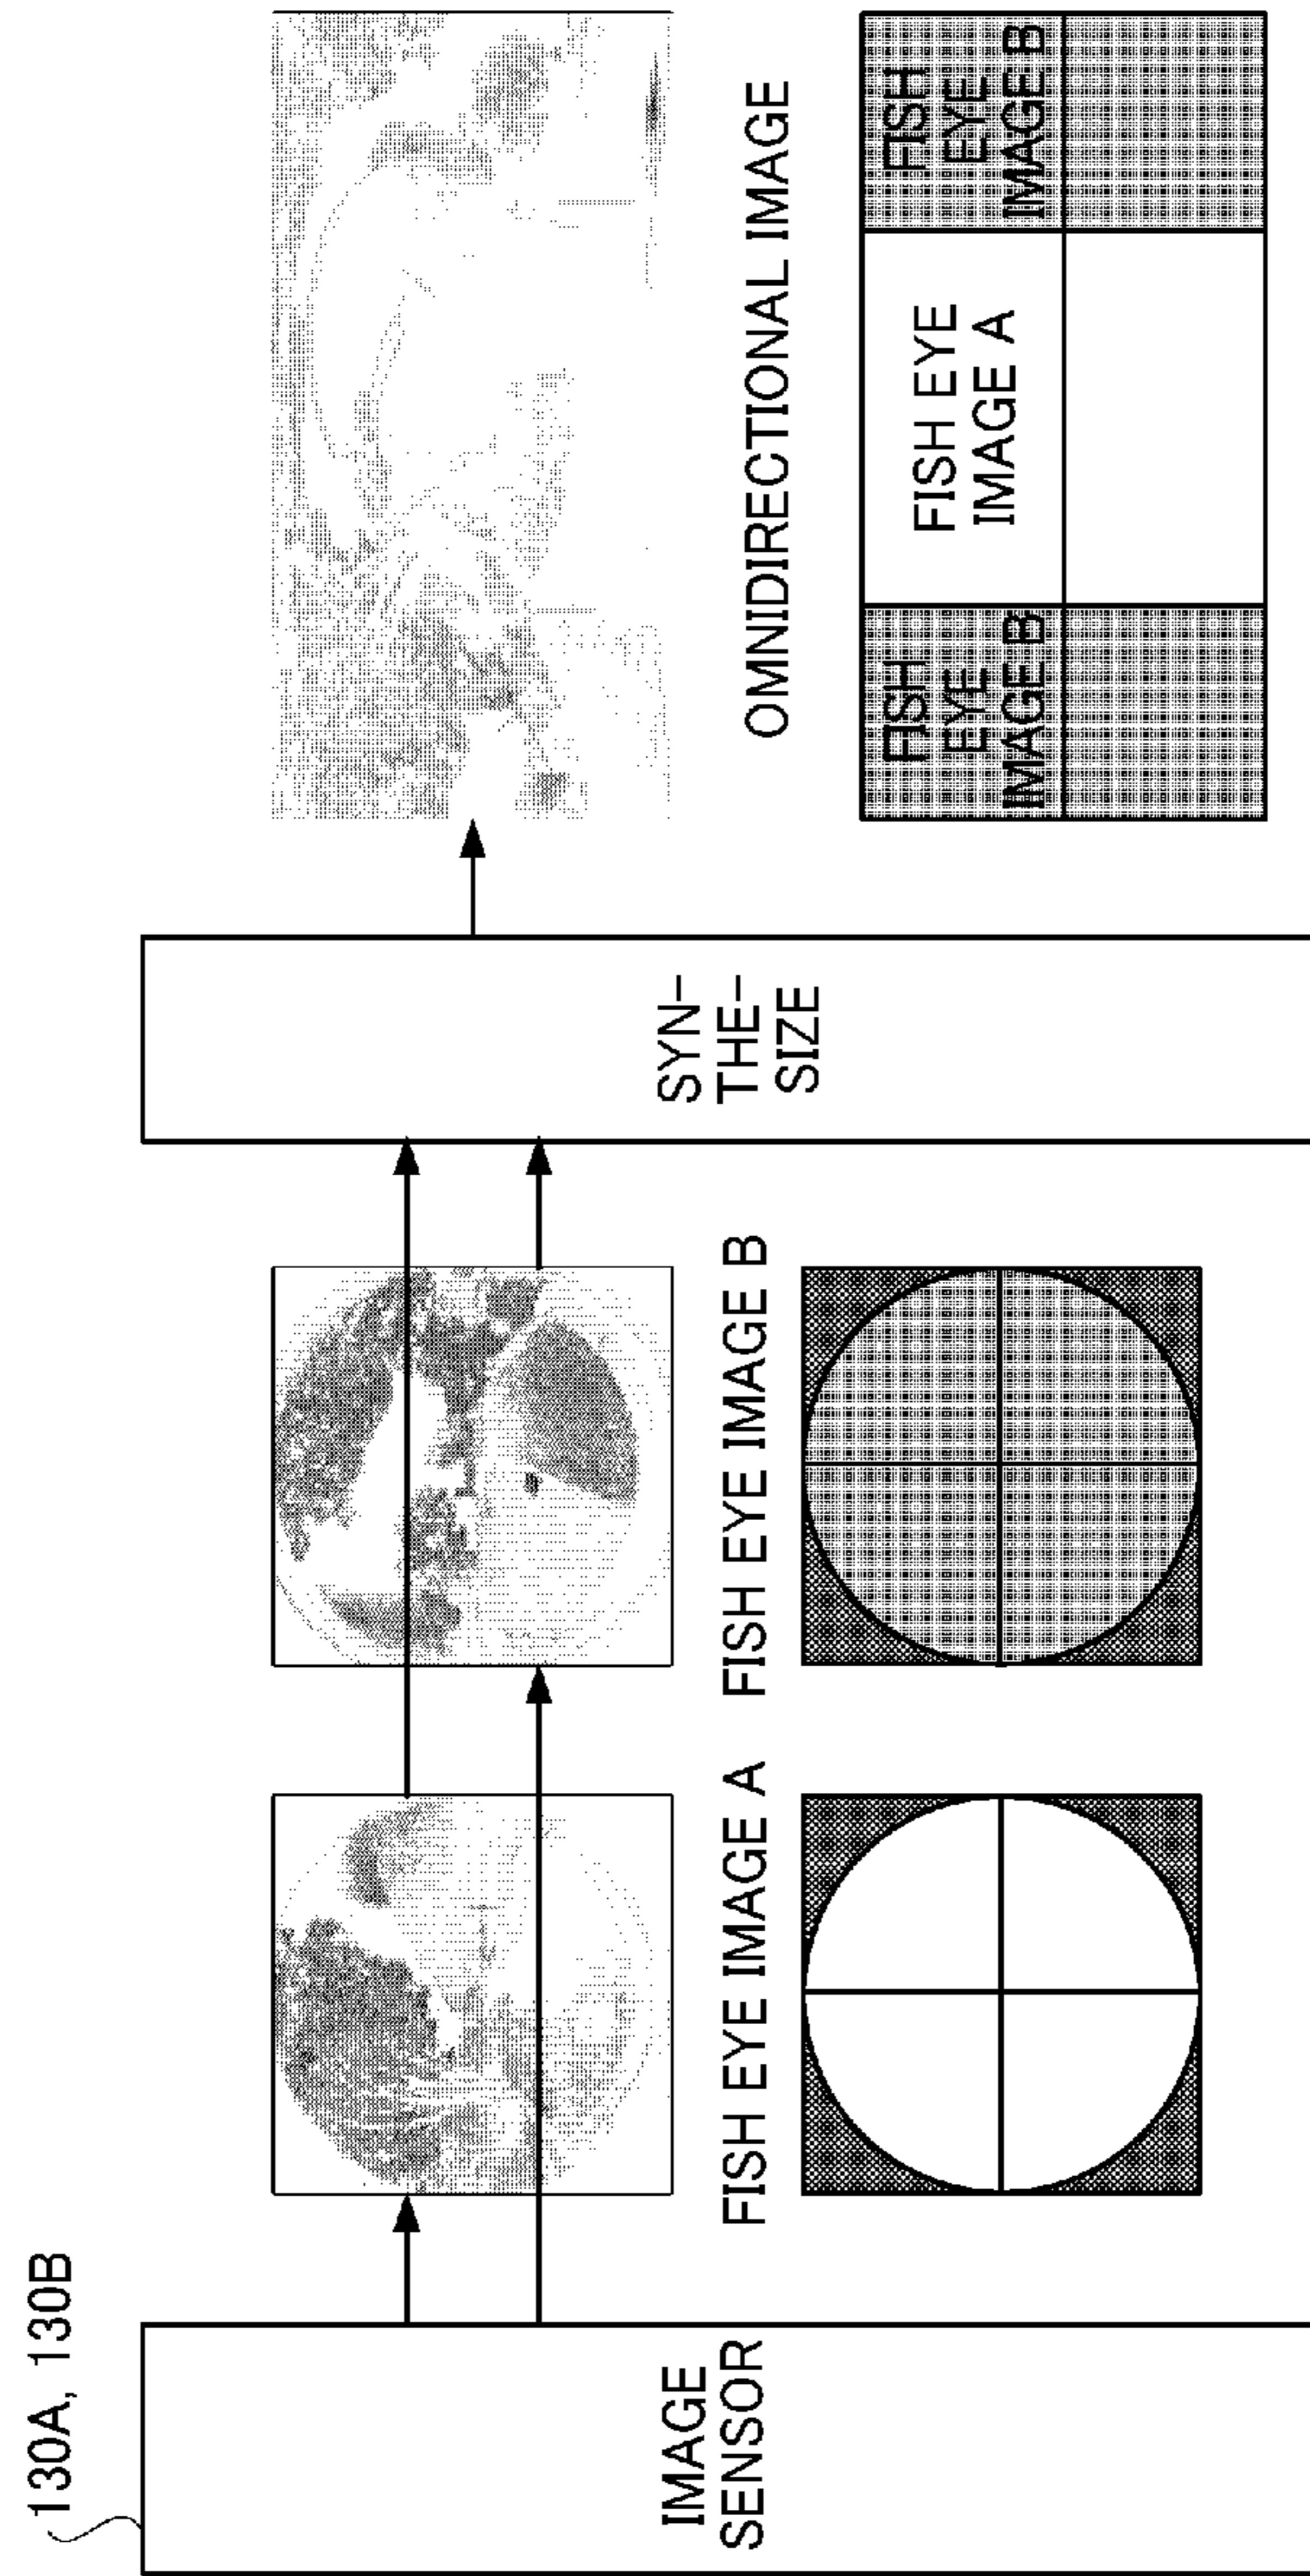 130A, 130B
IMAGE
SENSOR
FISH EYE IMAGE A
FISH EYE IMAGE B
SYN–
THE–
SIZE
OMNIDIRECTIONAL IMAGE
FISH
EYE
IMAGE B
FISH EYE
IMAGE A
FISH
EYE
IMAGE B